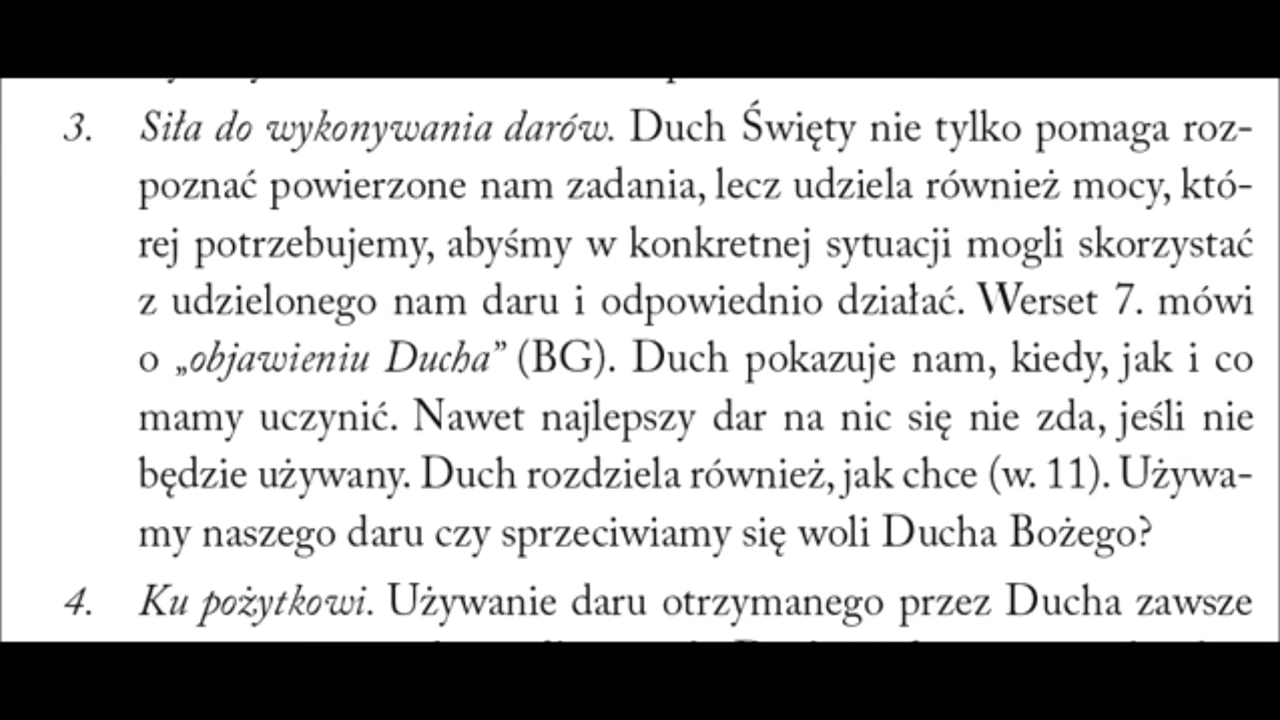 3. Siła do wykonywania darów. Duch Święty nie tylko pomaga roz-
poznać powierzone nam zadania, lecz udziela również mocy, któ-
rej potrzebujemy, abyśmy w konkretnej sytuacji mogli skorzystać
z udzielonego nam daru i odpowiednio działać. Werset 7. mówi
o „objawieniu Ducha” (BG). Duch pokazuje nam, kiedy, jak i co
mamy uczynić. Nawet najlepszy dar na nic się nie zda, jeśli nie
będzie używany. Duch rozdziela również, jak chce (w. 11). Używa-
my naszego daru czy sprzeciwiamy się woli Ducha Bożego?
4. Ku pożytkowi. Używanie daru otrzymanego przez Ducha zawsze